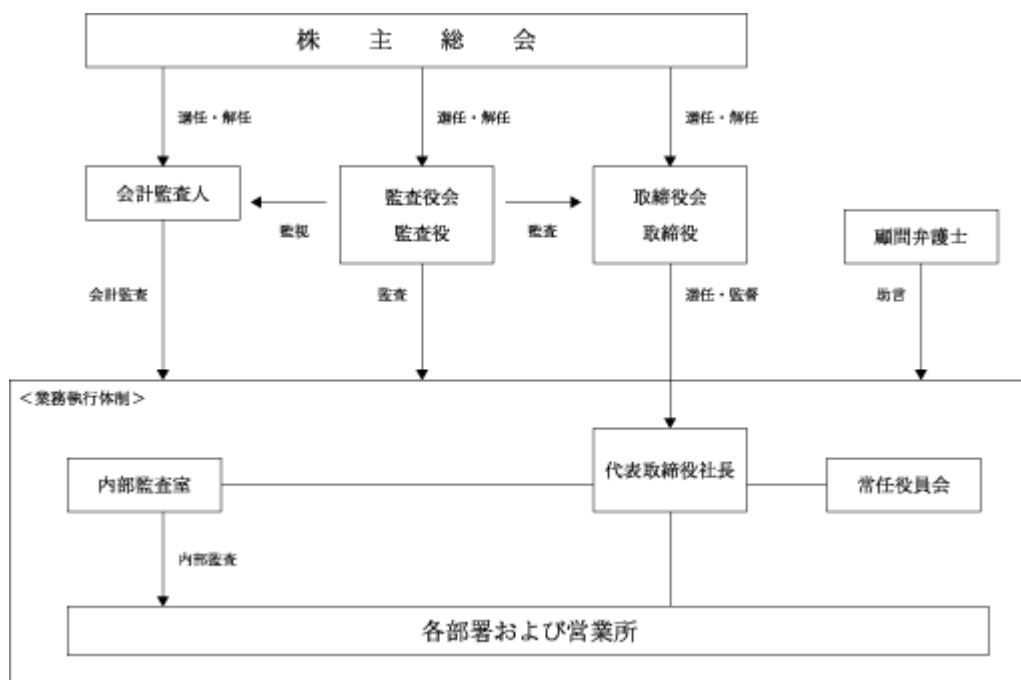 株主総会
選任・解任
選任・解任
選任・解任
会計監査人
監査役会
監査役
取締役会
取締役
監視
監査
顧問弁護士
会計監査
監査
選任・監督
助言
＜業務執行体制＞
内部監査室
代表取締役社長
常任役員会
内部監査
各部署および営業所